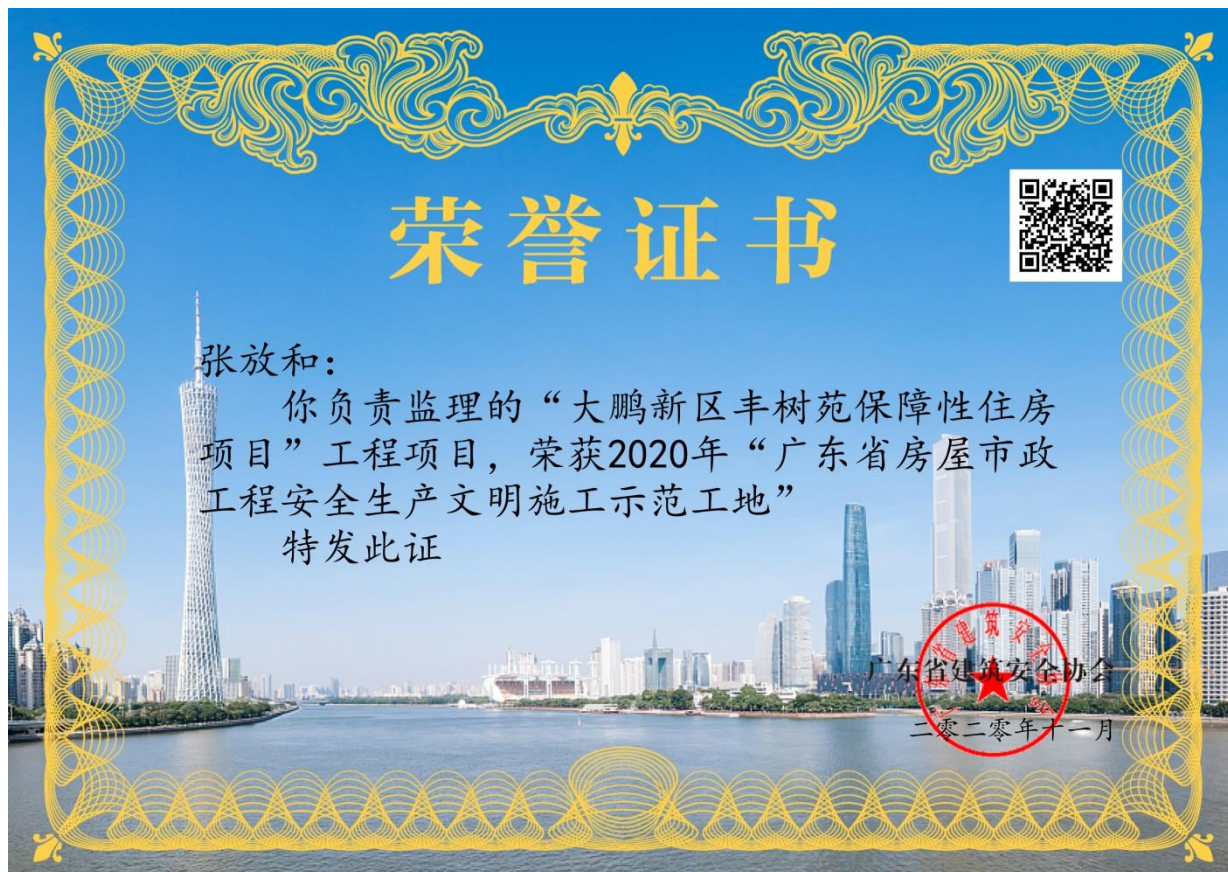 荣誉证书
张放和：
你负责监理的“大鹏新区丰树苑保障性住房
项目”工程项目，荣获2020年“广东省房屋市政
工程安全生产文明施工示范工地”
特发此证
广东省建筑安全协会
二零二零年十一月